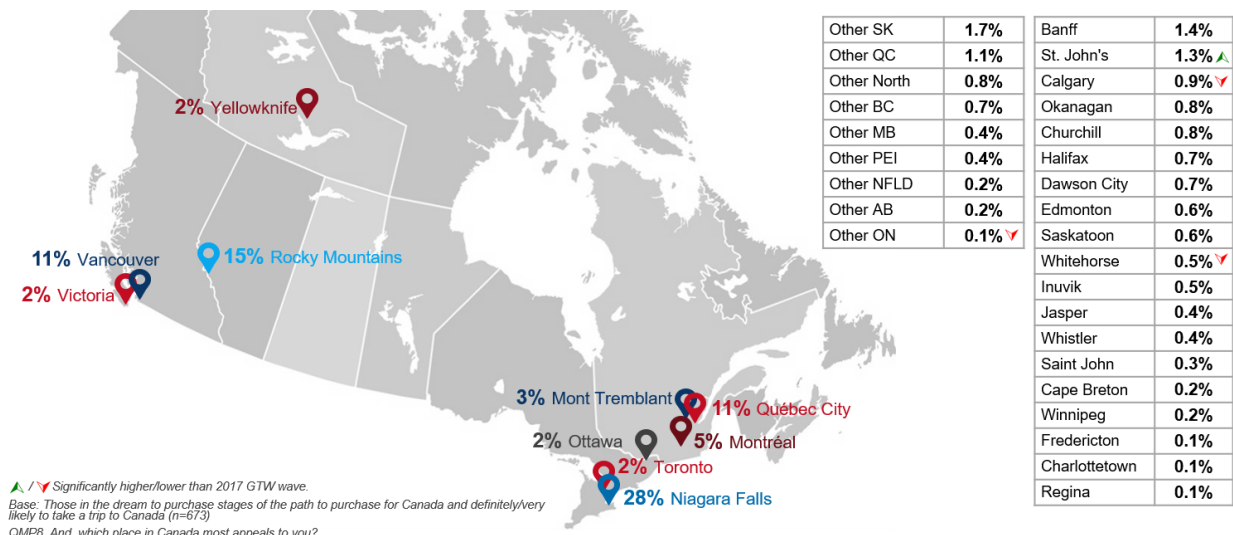 2% Yellowknife
15% Rocky Mountains
11% Vancouver
2% Victoria
3% Mont Tremblant
11% Québec City
2% Ottawa
5% Montréal
2% Toronto
28% Niagara Falls
Other SK 1.7%
Other QC 1.1%
Other North 0.8%
Other BC 0.7%
Other MB 0.4%
Other PEI 0.4%
Other NFLD 0.2%
Other AB 0.2%
Other ON 0.1%
Banff 1.4%
St. John's 1.3%
Calgary 0.9%
Okanagan 0.8%
Churchill 0.8%
Halifax 0.7%
Dawson City 0.7%
Edmonton 0.6%
Saskatoon 0.6%
Whitehorse 0.5%
Inuvik 0.5%
Jasper 0.4%
Whistler 0.4%
Saint John 0.3%
Cape Breton 0.2%
Winnipeg 0.2%
Fredericton 0.1%
Charlottetown 0.1%
Regina 0.1%
/ Significantly higher/lower than 2017 GTW wave.
Base: Those in the dream to purchase stages of the path to purchase for Canada and definitely/very
likely to take a trip to Canada (n=673)
QMP8. And, which place in Canada most appeals to you?